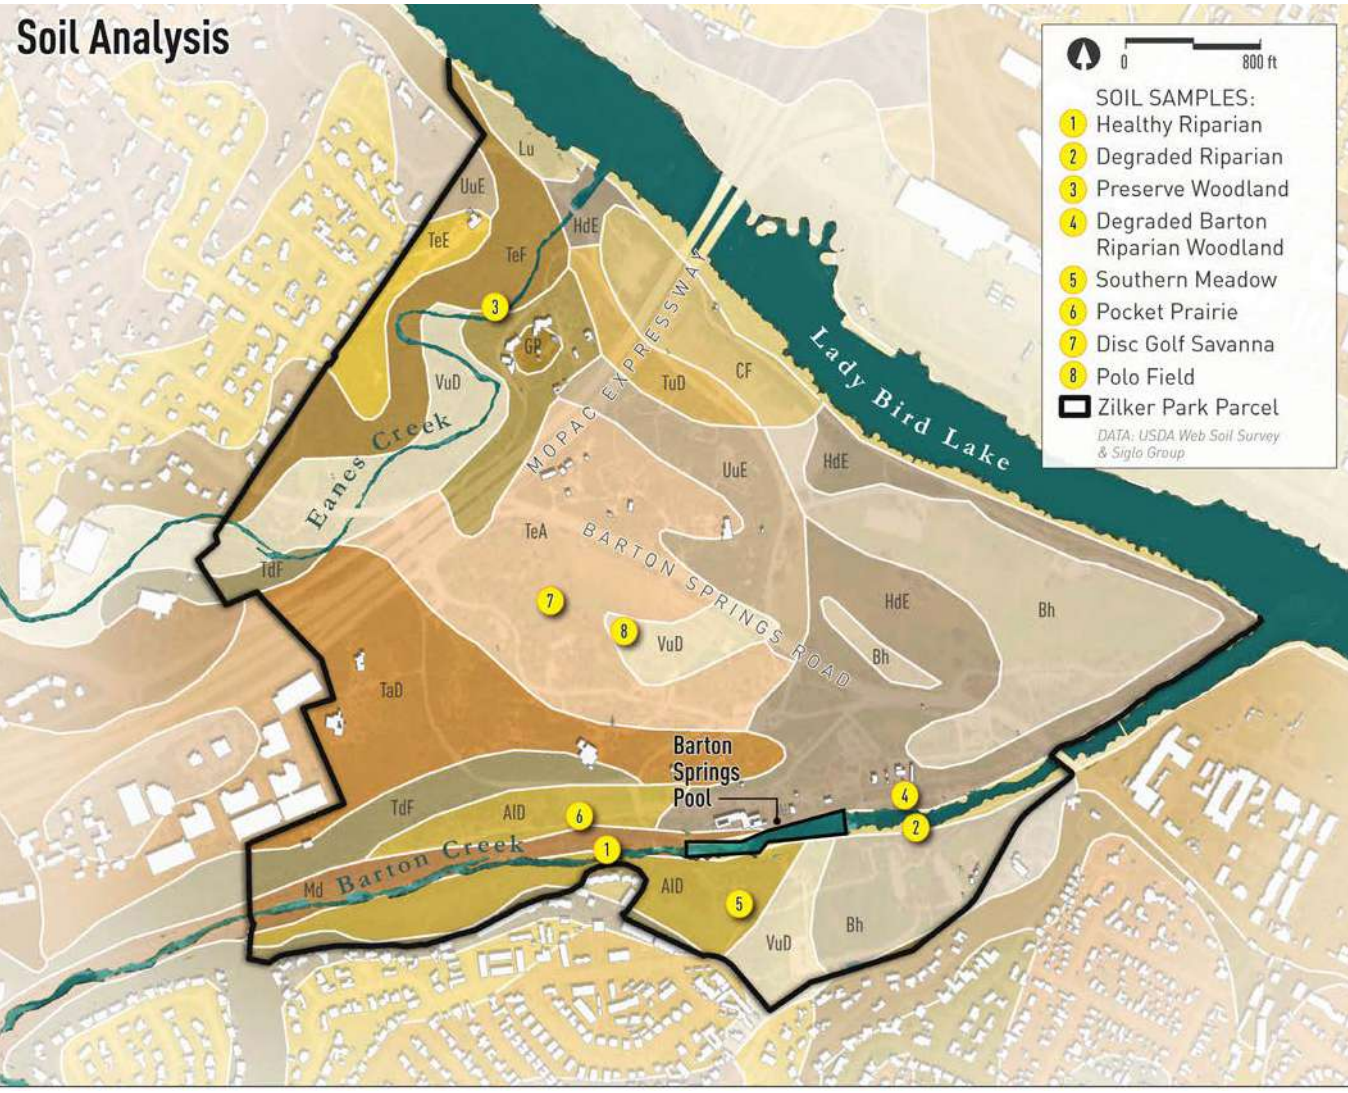 Soil Analysis
0 800 ft
SOIL SAMPLES:
1 Healthy Riparian
2 Degraded Riparian
3 Preserve Woodland
4 Degraded Barton
Riparian Woodland
5 Southern Meadow
6 Pocket Prairie
7 Disc Golf Savanna
8 Polo Field
Zilker Park Parcel
DATA: USDA Web Soil Survey
& Siglo Group
Lu
UuE
HdE
TeE
TeF
3
GP
VuD
TuD
CF
MOPAC EXPRESSWAY
Lady Bird Lake
Eanes Creek
UuE
HdE
TeA
BARTON SPRINGS ROAD
TdF
7
8
VuD
HdE
Bh
Bh
TaD
Barton
Springs
Pool
TdF
AlD
6
4
2
1
Barton Creek
Md
AlD
5
VuD
Bh